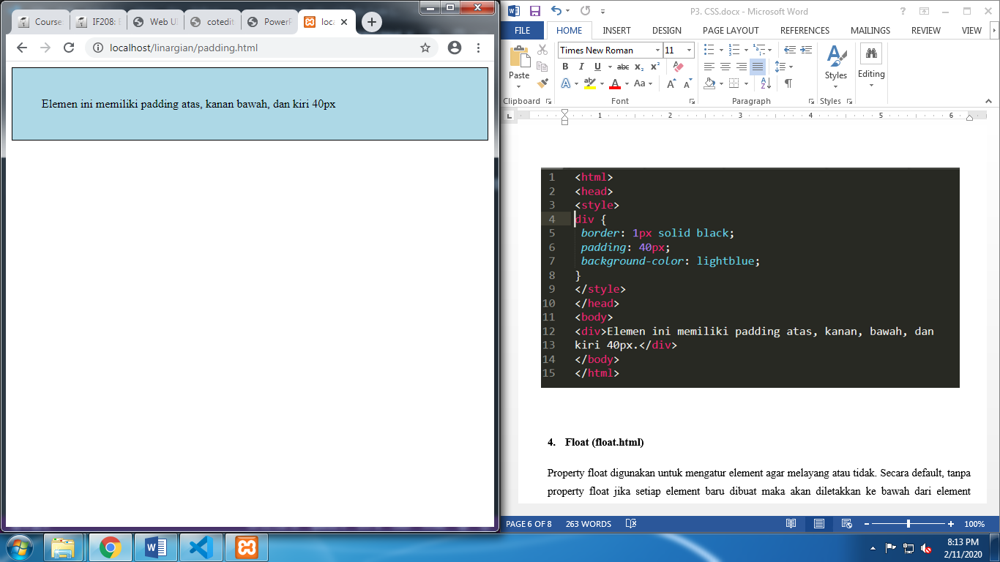 Course
IF208: E
Web UI
cotedit
PowerP
loca
localhost/linargian/padding.html
Elemen ini memiliki padding atas, kanan bawah, dan kiri 40px
P3. CSS.docx - Microsoft Word
FILE HOME INSERT DESIGN PAGE LAYOUT REFERENCES MAILINGS REVIEW VIEW
Times New Roman 11
Paste
Styles
Editing
Clipboard Font Paragraph Styles
1 2 3 4 5 6
1 <html>
2 <head>
3 <style>
4 div {
5 border: 1px solid black;
6 padding: 40px;
7 background-color: lightblue;
8 }
9 </style>
10 </head>
11 <body>
12 <div>Elemen ini memiliki padding atas, kanan, bawah, dan
13 kiri 40px.</div>
14 </body>
15 </html>
4. Float (float.html)
Property float digunakan untuk mengatur element agar melayang atau tidak. Secara default, tanpa
property float jika setiap element baru dibuat maka akan diletakkan ke bawah dari element
PAGE 6 OF 8 263 WORDS 100%
8:13 PM
2/11/2020